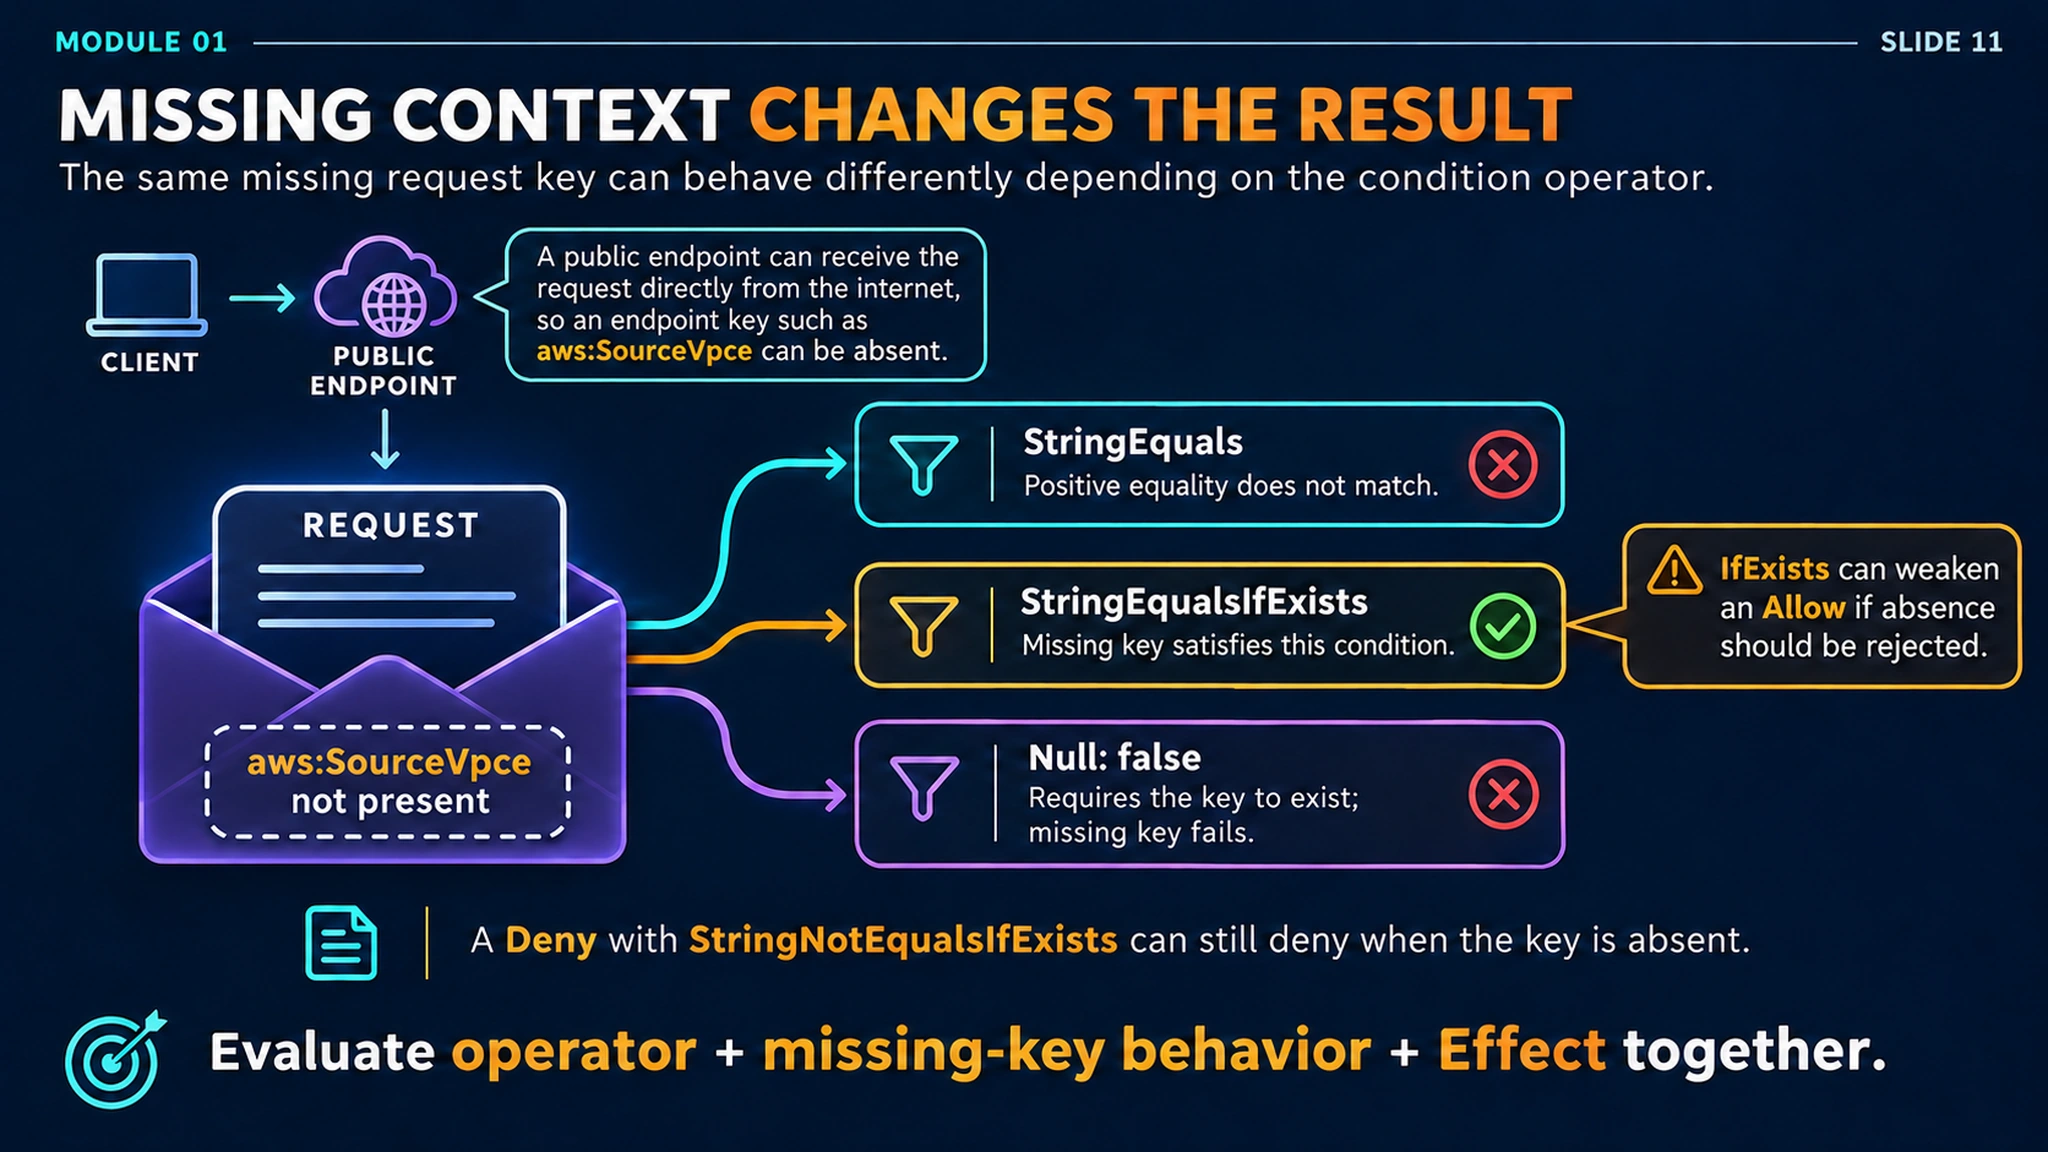 MODULE 01
SLIDE 11
MISSING CONTEXT CHANGES THE RESULT
The same missing request key can behave differently depending on the condition operator.
CLIENT
PUBLIC
ENDPOINT
A public endpoint can receive the
request directly from the internet,
so an endpoint key such as
aws:SourceVpce can be absent.
REQUEST
aws:SourceVpce
not present
StringEquals
Positive equality does not match.
StringEqualsIfExists
Missing key satisfies this condition.
IfExists can weaken
an Allow if absence
should be rejected.
Null: false
Requires the key to exist;
missing key fails.
A Deny with StringNotEqualsIfExists can still deny when the key is absent.
Evaluate operator + missing-key behavior + Effect together.